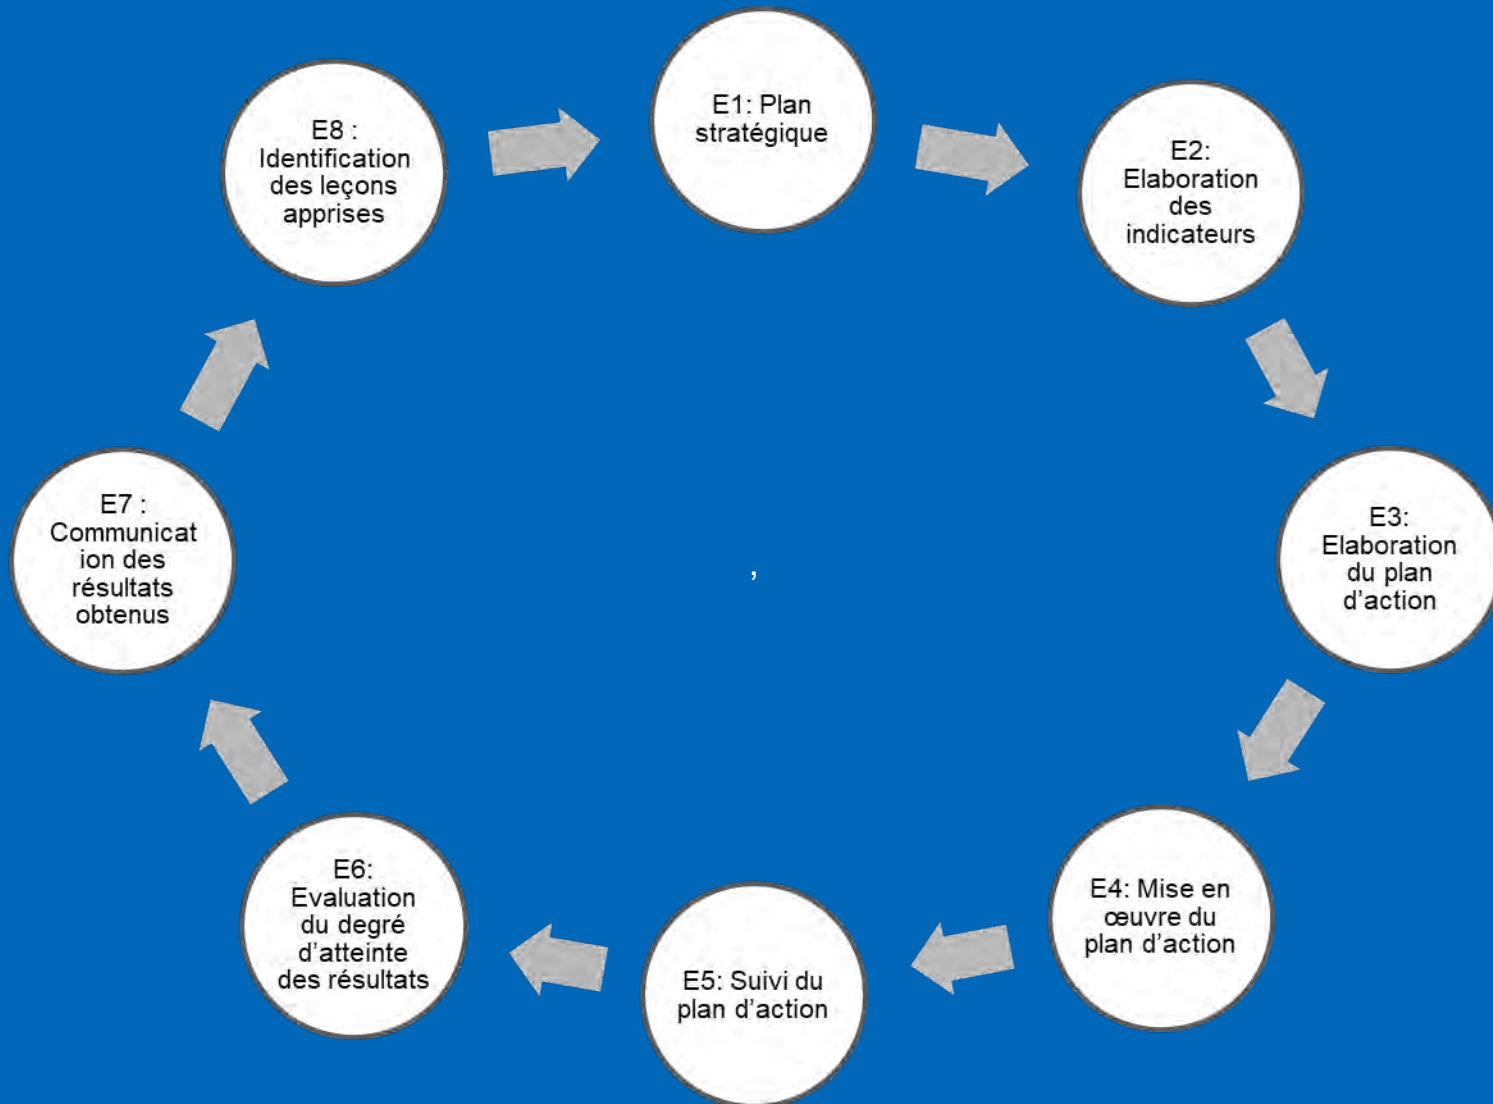 E1: Plan
stratégique
E2:
Elaboration
des
indicateurs
E3:
Elaboration
du plan
d’action
E4: Mise en
œuvre du
plan d’action
E5: Suivi du
plan d’action
E6:
Evaluation
du degré
d’atteinte
des résultats
E7 :
Communicat
ion des
résultats
obtenus
E8 :
Identification
des leçons
apprises
,